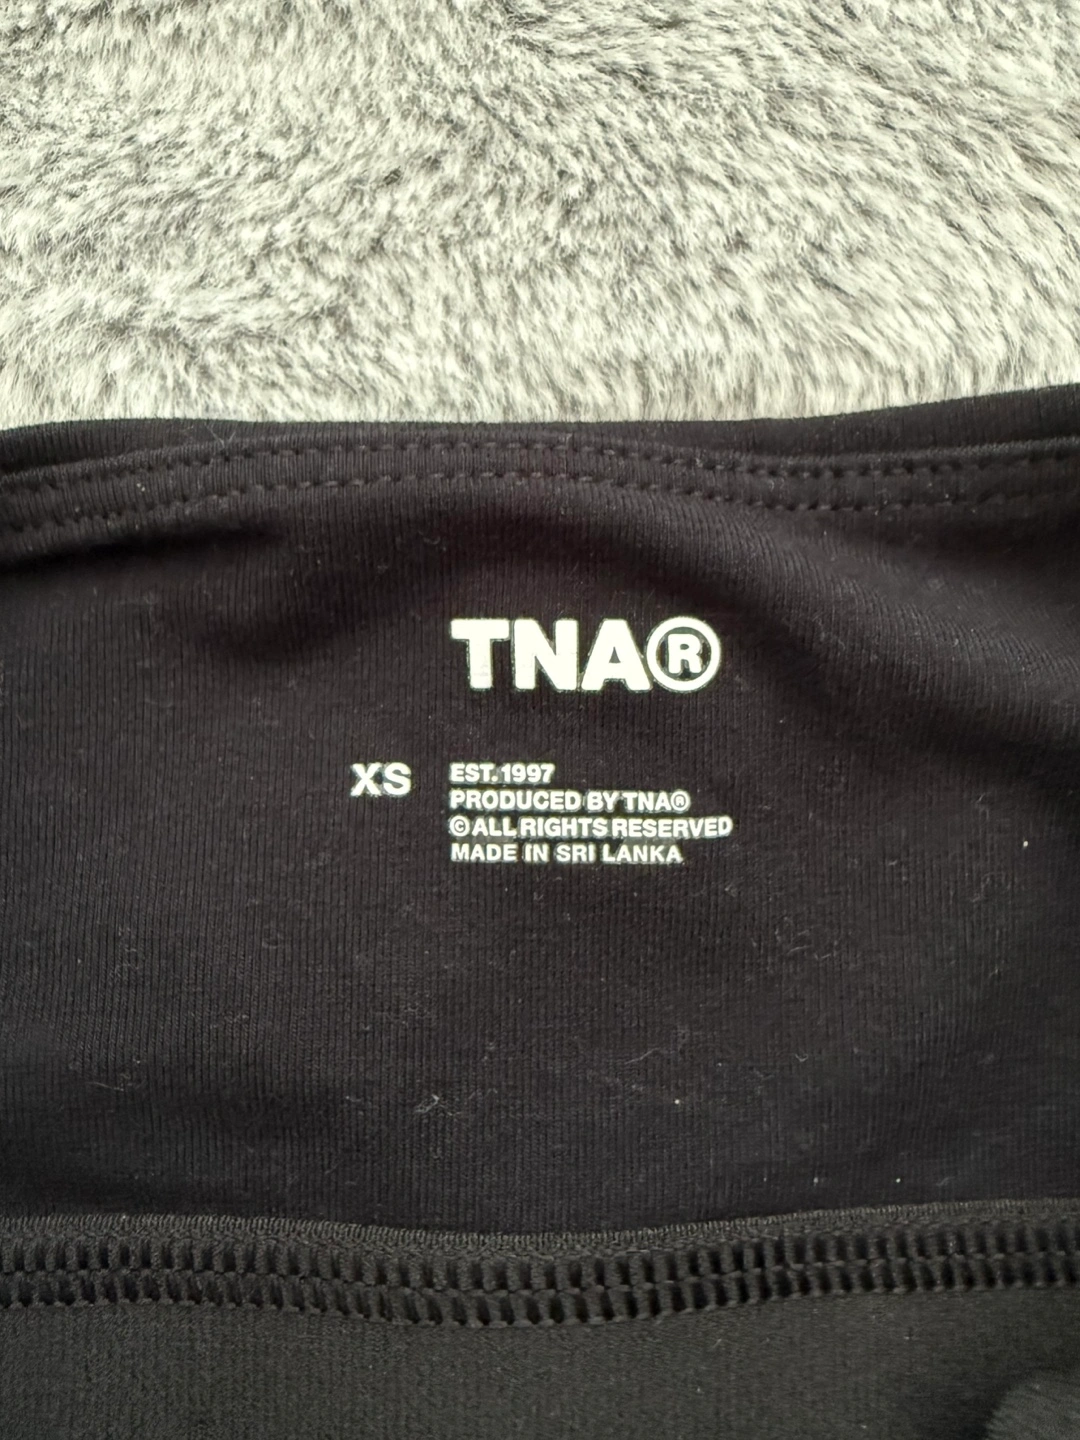 TNA®
XS
EST. 1997
PRODUCED BY TNA®
© ALL RIGHTS RESERVED
MADE IN SRI LANKA